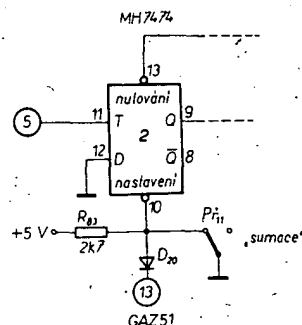 MH7474
13
nulování
S
11
T
2
Q
9
12
D
Q̅
8
nastavení
10
+5 V
R83
2k7
Př11
„sumace"
D20
13
GAZ51